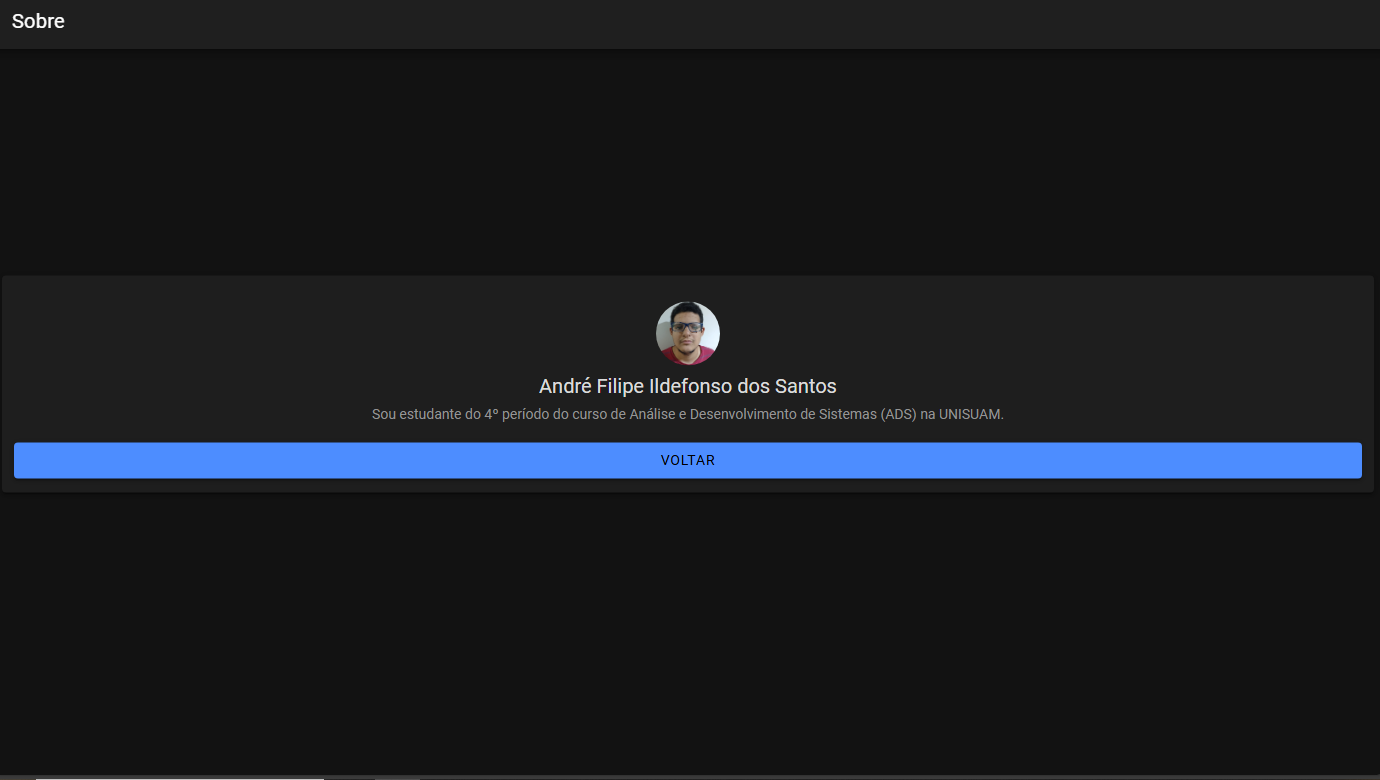 Sobre
André Filipe Ildefonso dos Santos
Sou estudante do 4º período do curso de Análise e Desenvolvimento de Sistemas (ADS) na UNISUAM.
VOLTAR